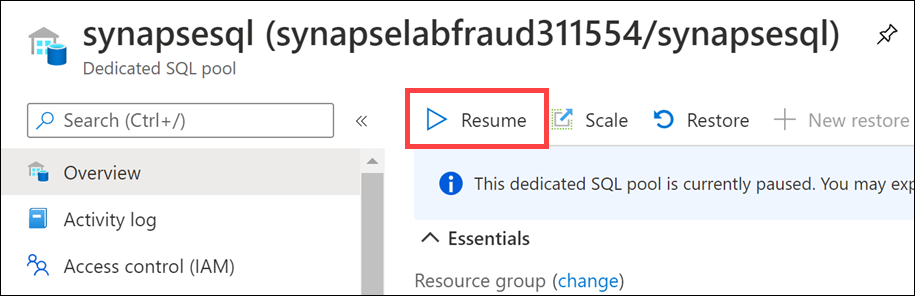 synapsesql (synapselabfraud311554/synapsesql)
Dedicated SQL pool
Search (Ctrl+/)
«
Resume
Scale
Restore
New restore
Overview
This dedicated SQL pool is currently paused. You may exp
Activity log
Essentials
Access control (IAM)
Resource group (change)